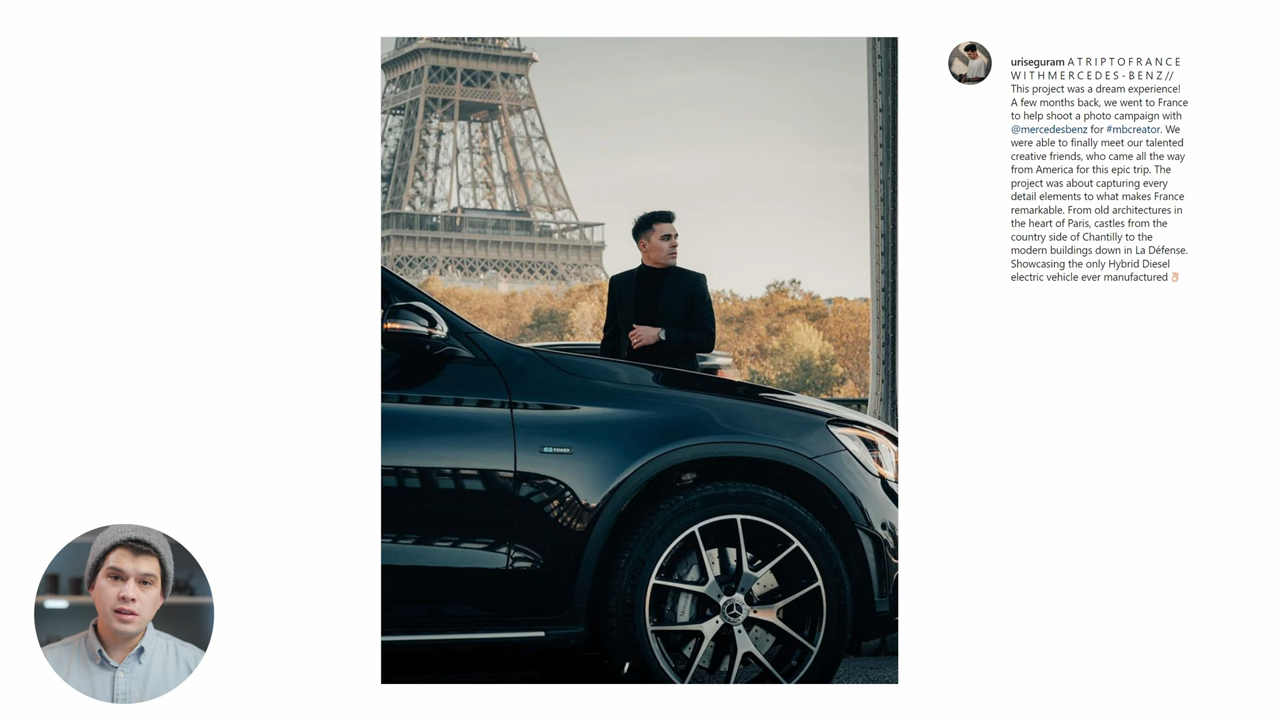 uriseguram A T R I P T O F R A N C E
W I T H M E R C E D E S - B E N Z //
This project was a dream experience!
A few months back, we went to France
to help shoot a photo campaign with
@mercedesbenz for #mbcreator. We
were able to finally meet our talented
creative friends, who came all the way
from America for this epic trip. The
project was about capturing every
detail elements to what makes France
remarkable. From old architectures in
the heart of Paris, castles from the
country side of Chantilly to the
modern buildings down in La Défense.
Showcasing the only Hybrid Diesel
electric vehicle ever manufactured 👌🏻
EQ POWER